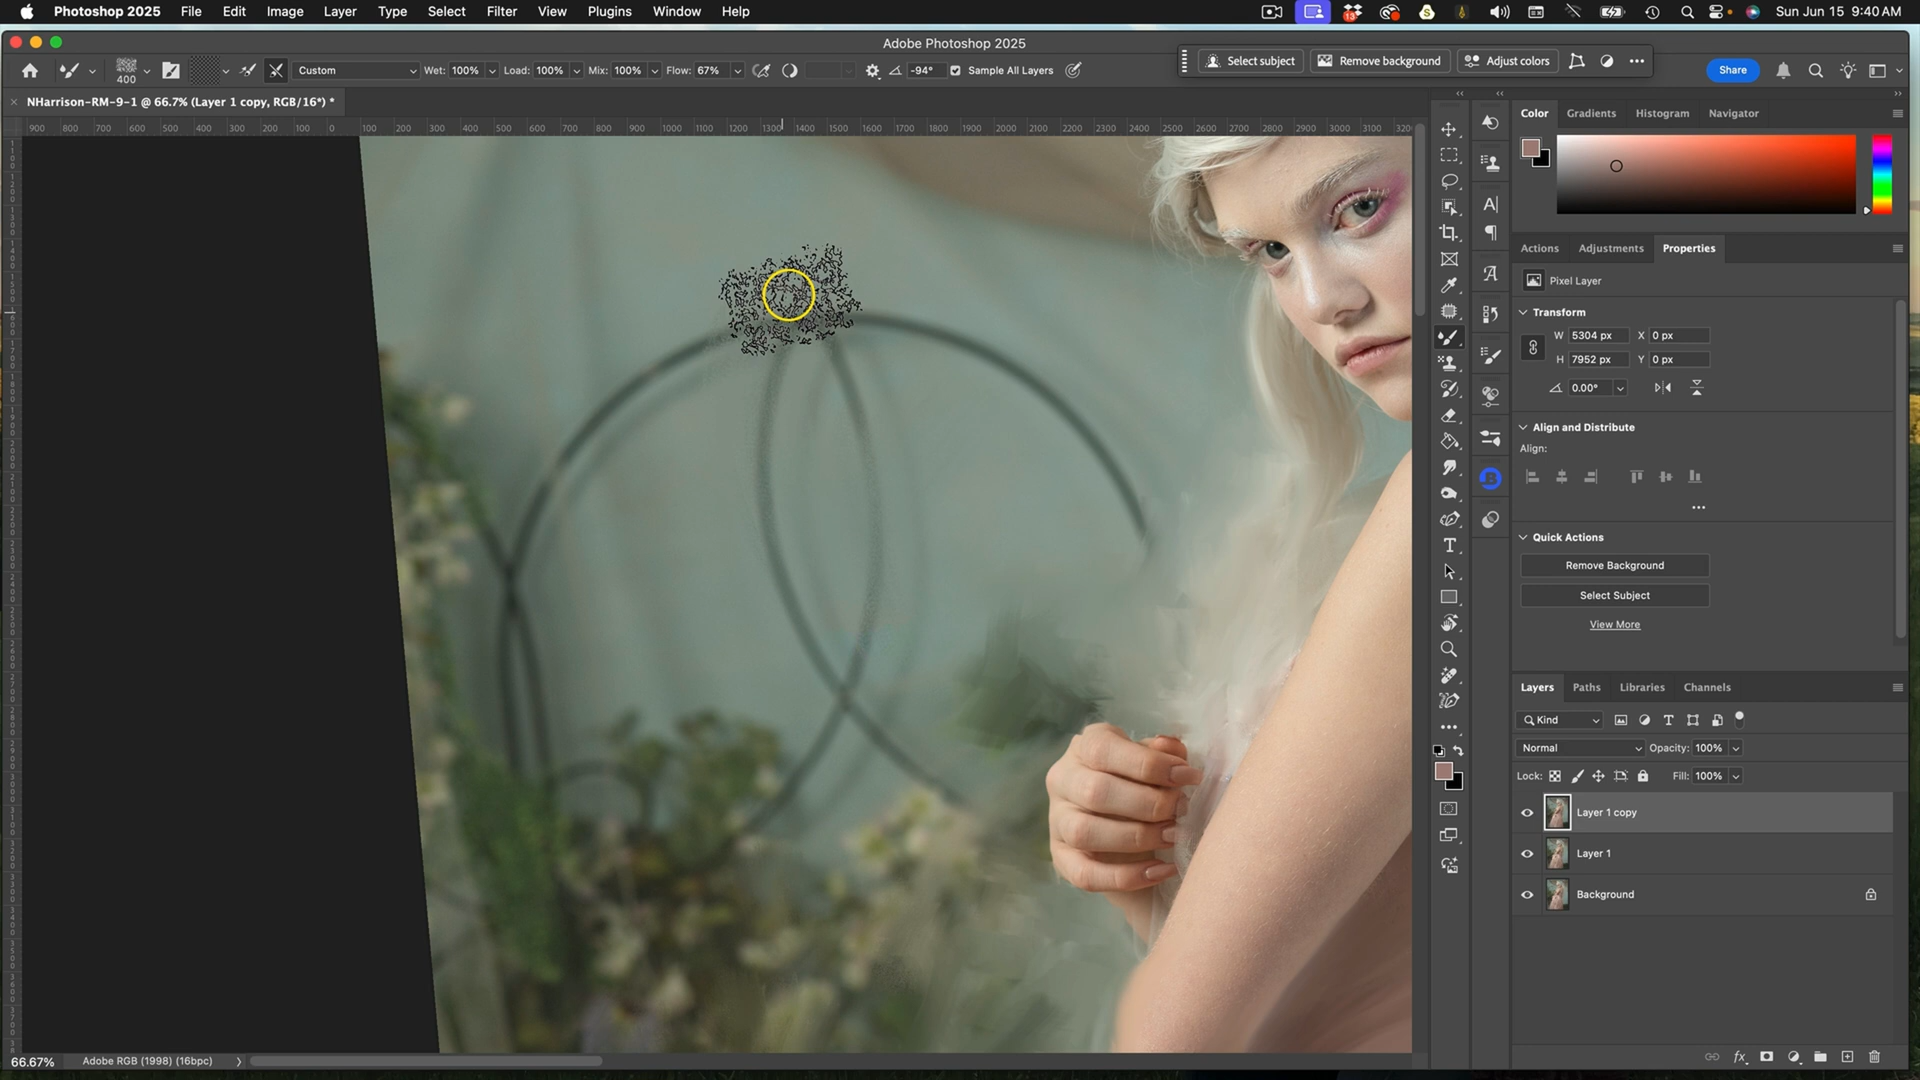 Photoshop 2025 File Edit Image Layer Type Select Filter View Plugins Window Help
13
Sun Jun 15 9:40 AM
Adobe Photoshop 2025
400
Custom
Wet: 100%
Load: 100%
Mix: 100%
Flow: 67%
-94°
Sample All Layers
Select subject
Remove background
Adjust colors
Share
NHarrison-RM-9-1 @ 66.7% (Layer 1 copy, RGB/16*) *
900 800 700 600 500 400 300 200 100 0 100 200 300 400 500 600 700 800 900 1000 1100 1200 1300 1400 1500 1600 1700 1800 1900 2000 2100 2200 2300 2400 2500 2600 2700 2800 2900 3000 3100
Color Gradients Histogram Navigator
Actions Adjustments Properties
Pixel Layer
Transform
W 5304 px X 0 px
H 7952 px Y 0 px
0.00°
Align and Distribute
Align:
Quick Actions
Remove Background
Select Subject
View More
Layers Paths Libraries Channels
Kind
Normal Opacity: 100%
Lock: Fill: 100%
Layer 1 copy
Layer 1
Background
66.67% Adobe RGB (1998) (16bpc)